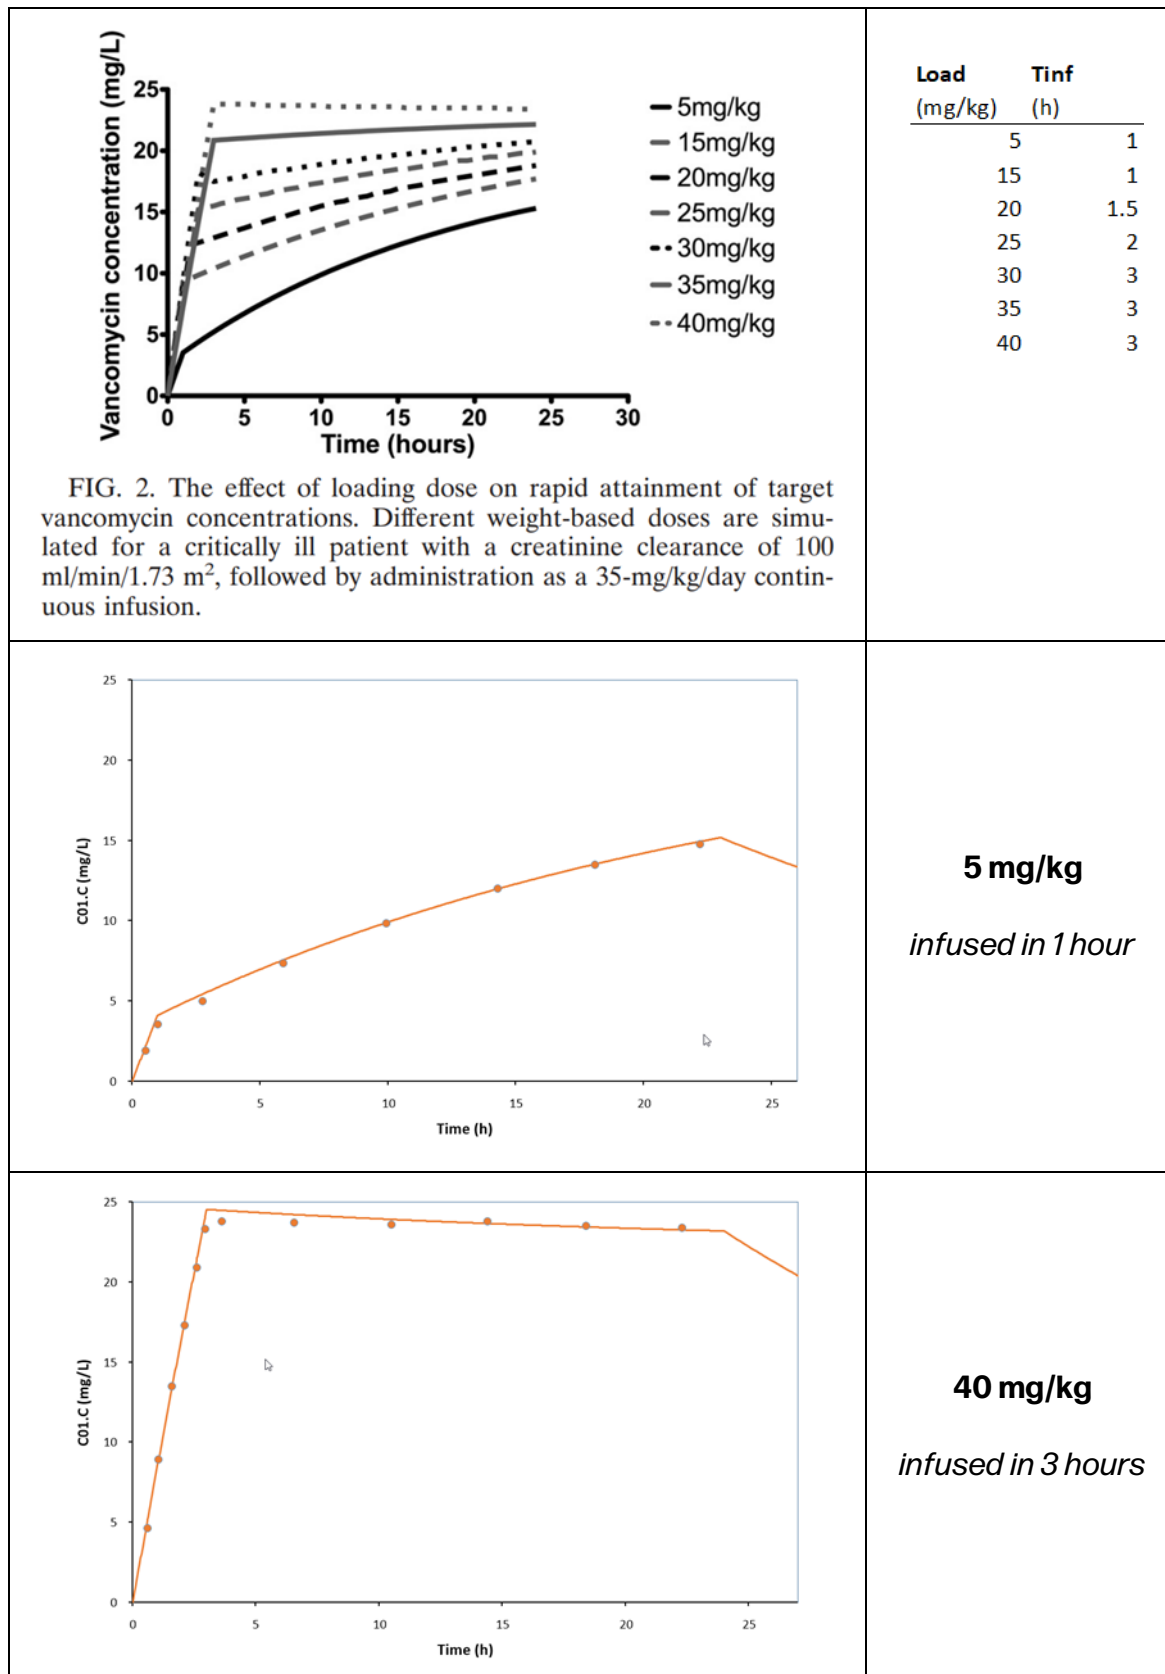 Vancomycin concentration (mg/L)
25
20
15
10
5
0
0 5 10 15 20 25 30
Time (hours)
5mg/kg
15mg/kg
20mg/kg
25mg/kg
30mg/kg
35mg/kg
40mg/kg
FIG. 2. The effect of loading dose on rapid attainment of target
vancomycin concentrations. Different weight-based doses are simu-
lated for a critically ill patient with a creatinine clearance of 100
ml/min/1.73 m², followed by administration as a 35-mg/kg/day contin-
uous infusion.
Load Tinf
(mg/kg) (h)
5 1
15 1
20 1.5
25 2
30 3
35 3
40 3
C01.C (mg/L)
25
20
15
10
5
0
0 5 10 15 20 25
Time (h)
5 mg/kg
infused in 1 hour
C01.C (mg/L)
25
20
15
10
5
0
0 5 10 15 20 25
Time (h)
40 mg/kg
infused in 3 hours